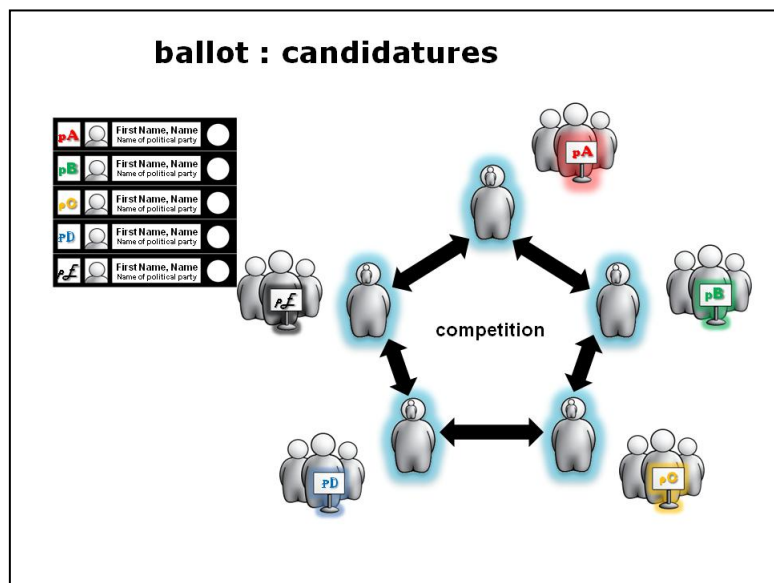 ballot : candidatures
pA
First Name, Name
Name of political party
pB
First Name, Name
Name of political party
pC
First Name, Name
Name of political party
pD
First Name, Name
Name of political party
pE
First Name, Name
Name of political party
pA
pB
pE
competition
pD
pC